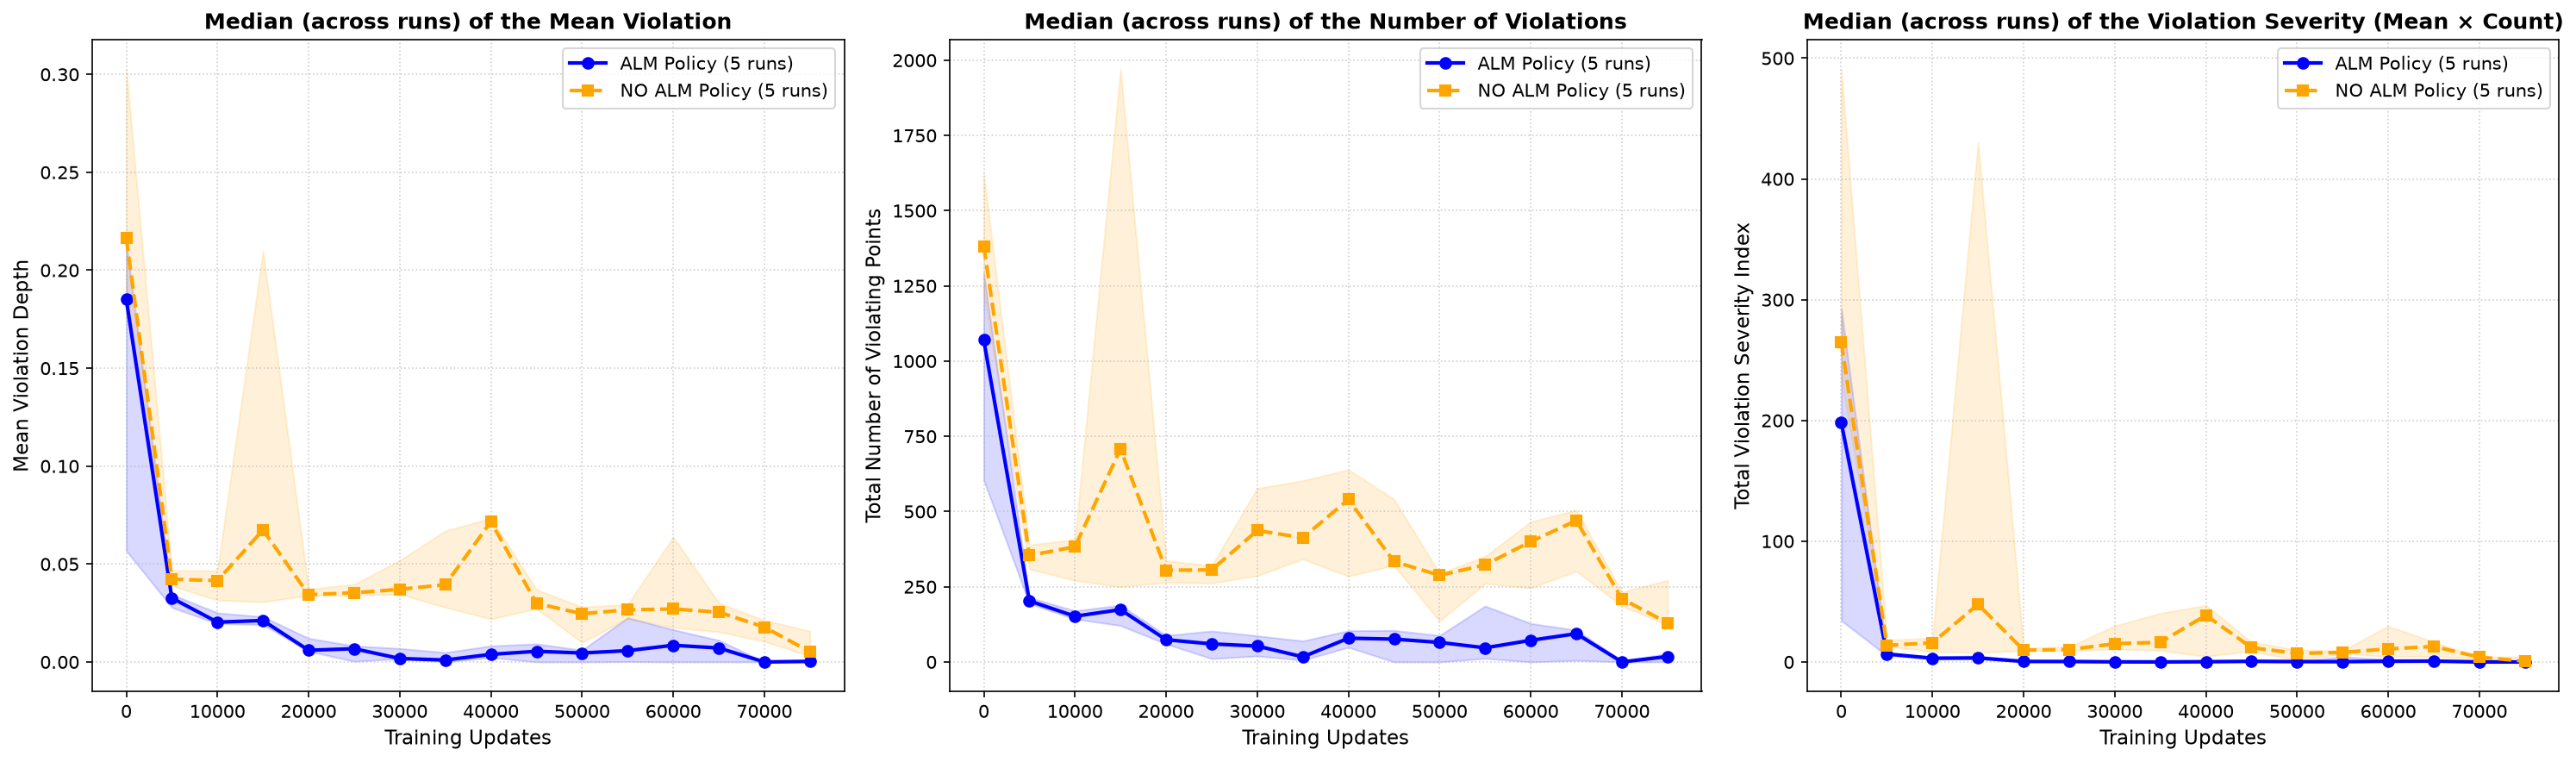 Median (across runs) of the Mean Violation
Mean Violation Depth
0.30
0.25
0.20
0.15
0.10
0.05
0.00
ALM Policy (5 runs)
NO ALM Policy (5 runs)
0 10000 20000 30000 40000 50000 60000 70000
Training Updates
Median (across runs) of the Number of Violations
Total Number of Violating Points
2000
1750
1500
1250
1000
750
500
250
0
ALM Policy (5 runs)
NO ALM Policy (5 runs)
0 10000 20000 30000 40000 50000 60000 70000
Training Updates
Median (across runs) of the Violation Severity (Mean × Count)
Total Violation Severity Index
500
400
300
200
100
0
ALM Policy (5 runs)
NO ALM Policy (5 runs)
0 10000 20000 30000 40000 50000 60000 70000
Training Updates